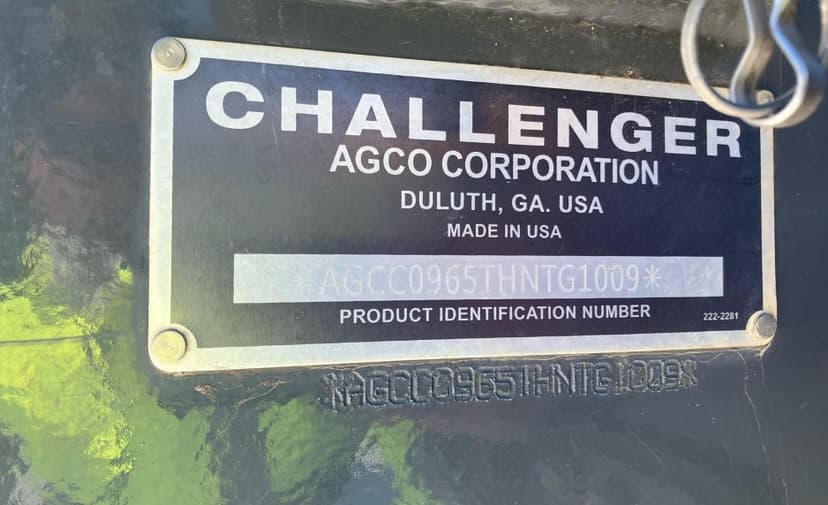 CHALLENGER
AGCO CORPORATION
DULUTH, GA. USA
MADE IN USA
*AGCC0965THNTG1009*
PRODUCT IDENTIFICATION NUMBER
222-2281
*AGCC0965THNTG1009*